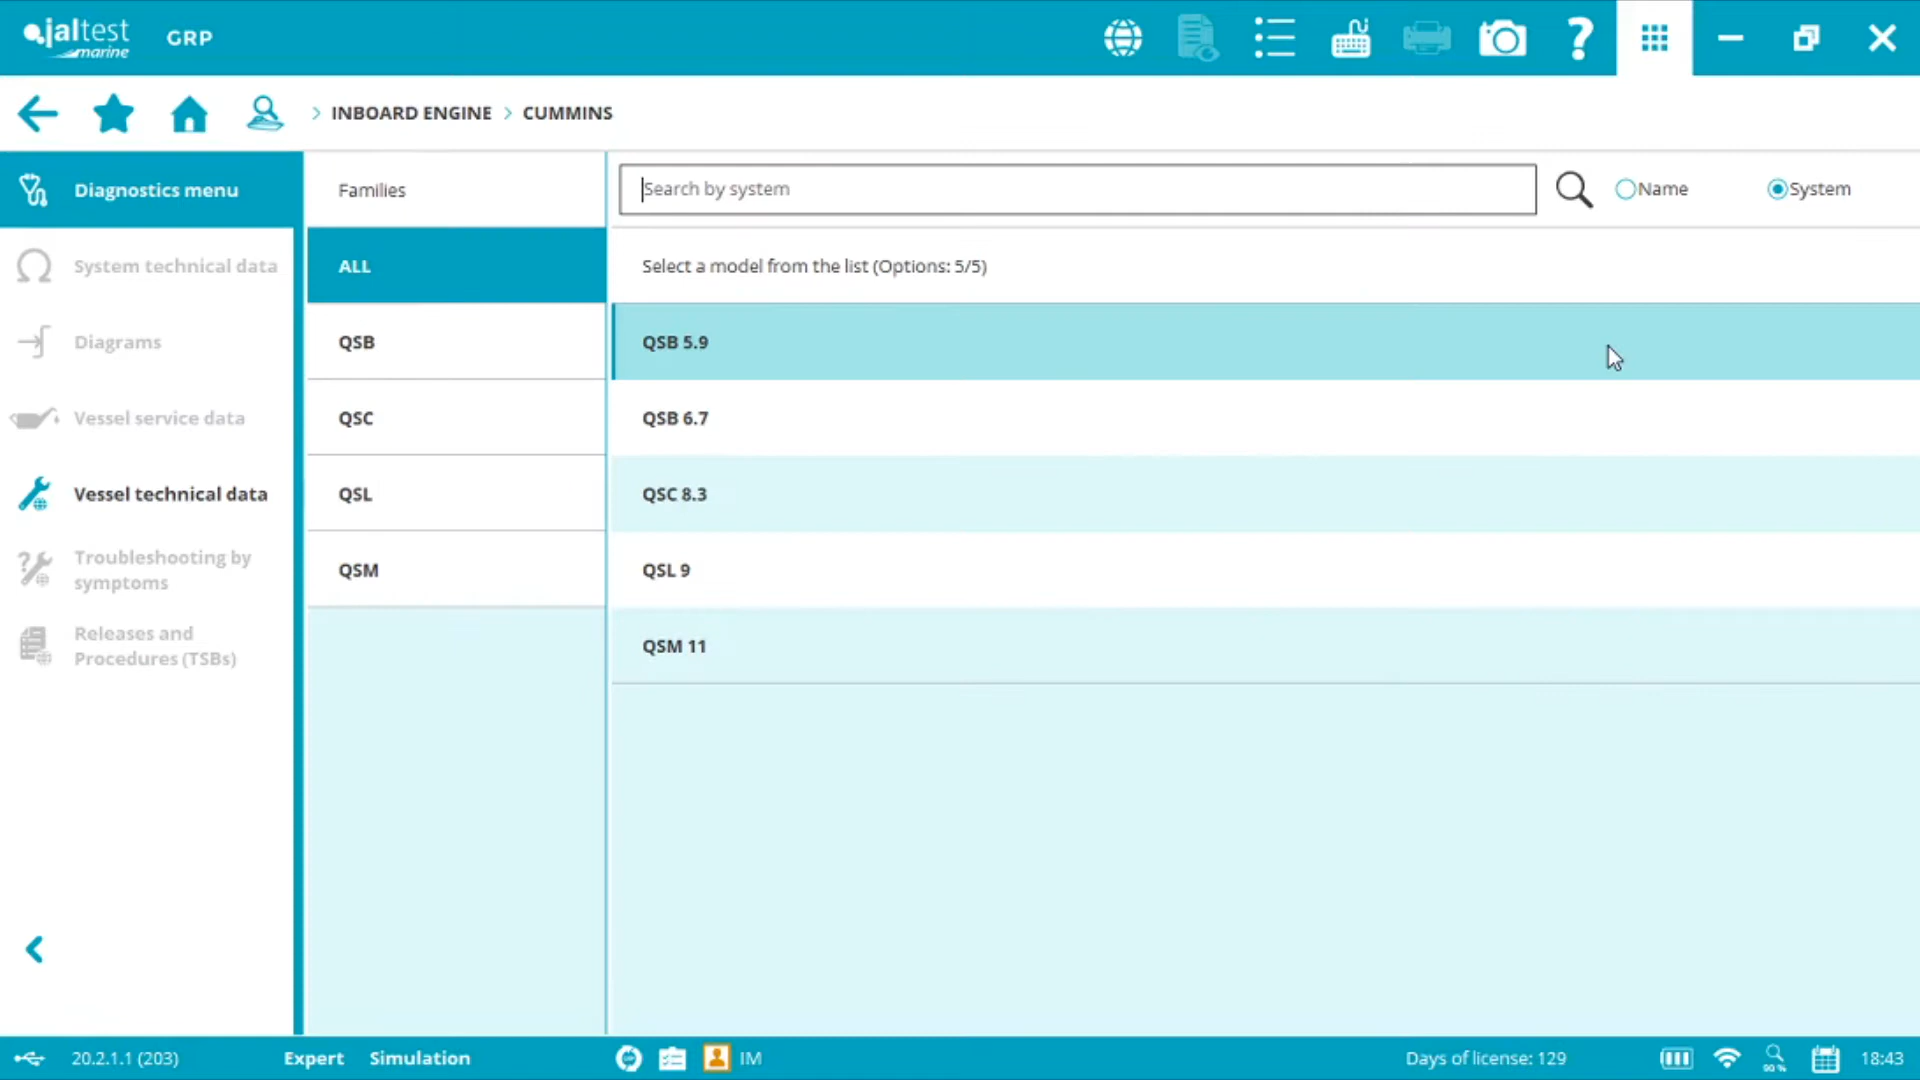 jaltest
marine
GRP
> INBOARD ENGINE > CUMMINS
Diagnostics menu
System technical data
Diagrams
Vessel service data
Vessel technical data
Troubleshooting by
symptoms
Releases and
Procedures (TSBs)
Families
ALL
QSB
QSC
QSL
QSM
Search by system
Name
System
Select a model from the list (Options: 5/5)
QSB 5.9
QSB 6.7
QSC 8.3
QSL 9
QSM 11
20.2.1.1 (203)
Expert
Simulation
IM
Days of license: 129
90 %
18:43